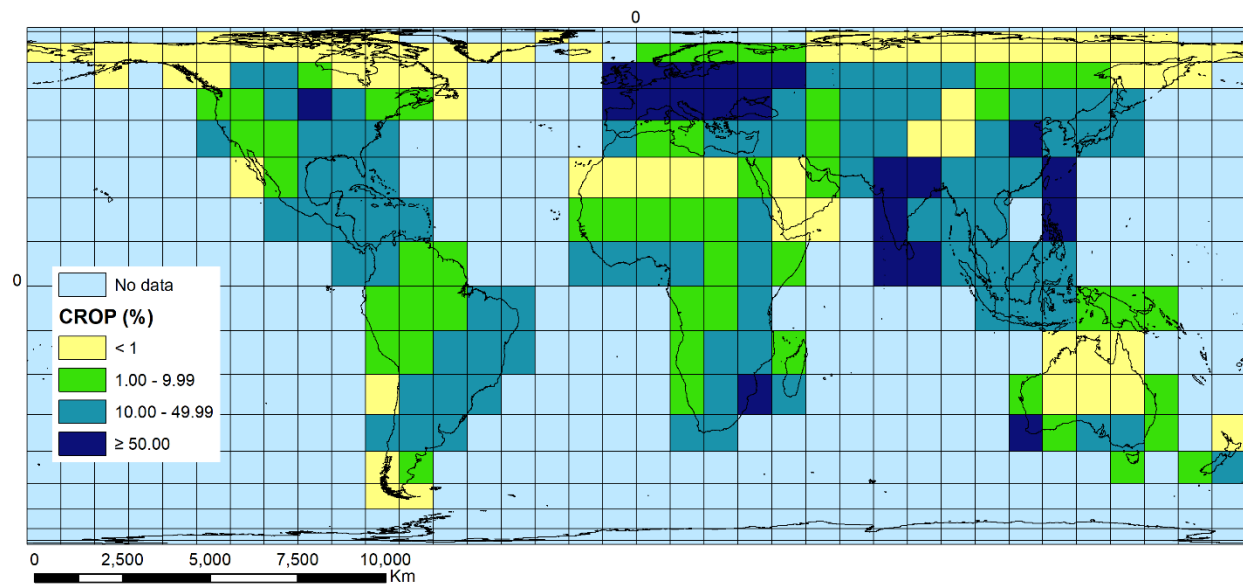 0
0
No data
CROP (%)
< 1
1.00 - 9.99
10.00 - 49.99
≥ 50.00
0 2,500 5,000 7,500 10,000
Km